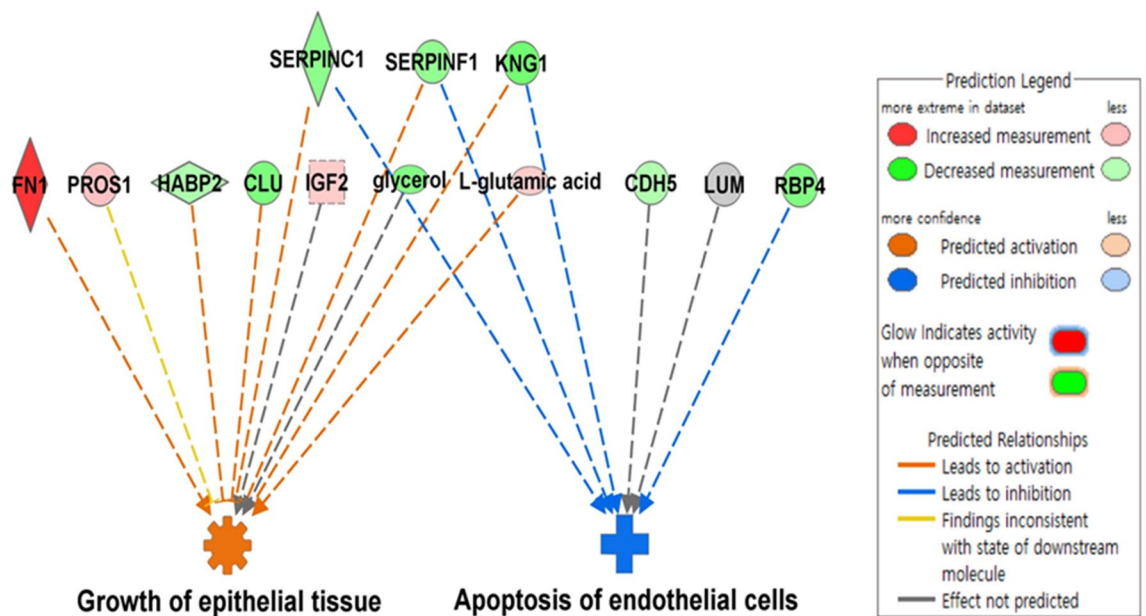 SERPINC1 SERPINF1 KNG1
FN1 PROS1 HABP2 CLU IGF2 glycerol L-glutamic acid CDH5 LUM RBP4
Growth of epithelial tissue Apoptosis of endothelial cells
Prediction Legend
more extreme in dataset less
Increased measurement
Decreased measurement
more confidence less
Predicted activation
Predicted inhibition
Glow Indicates activity
when opposite
of measurement
Predicted Relationships
Leads to activation
Leads to inhibition
Findings inconsistent
with state of downstream
molecule
Effect not predicted